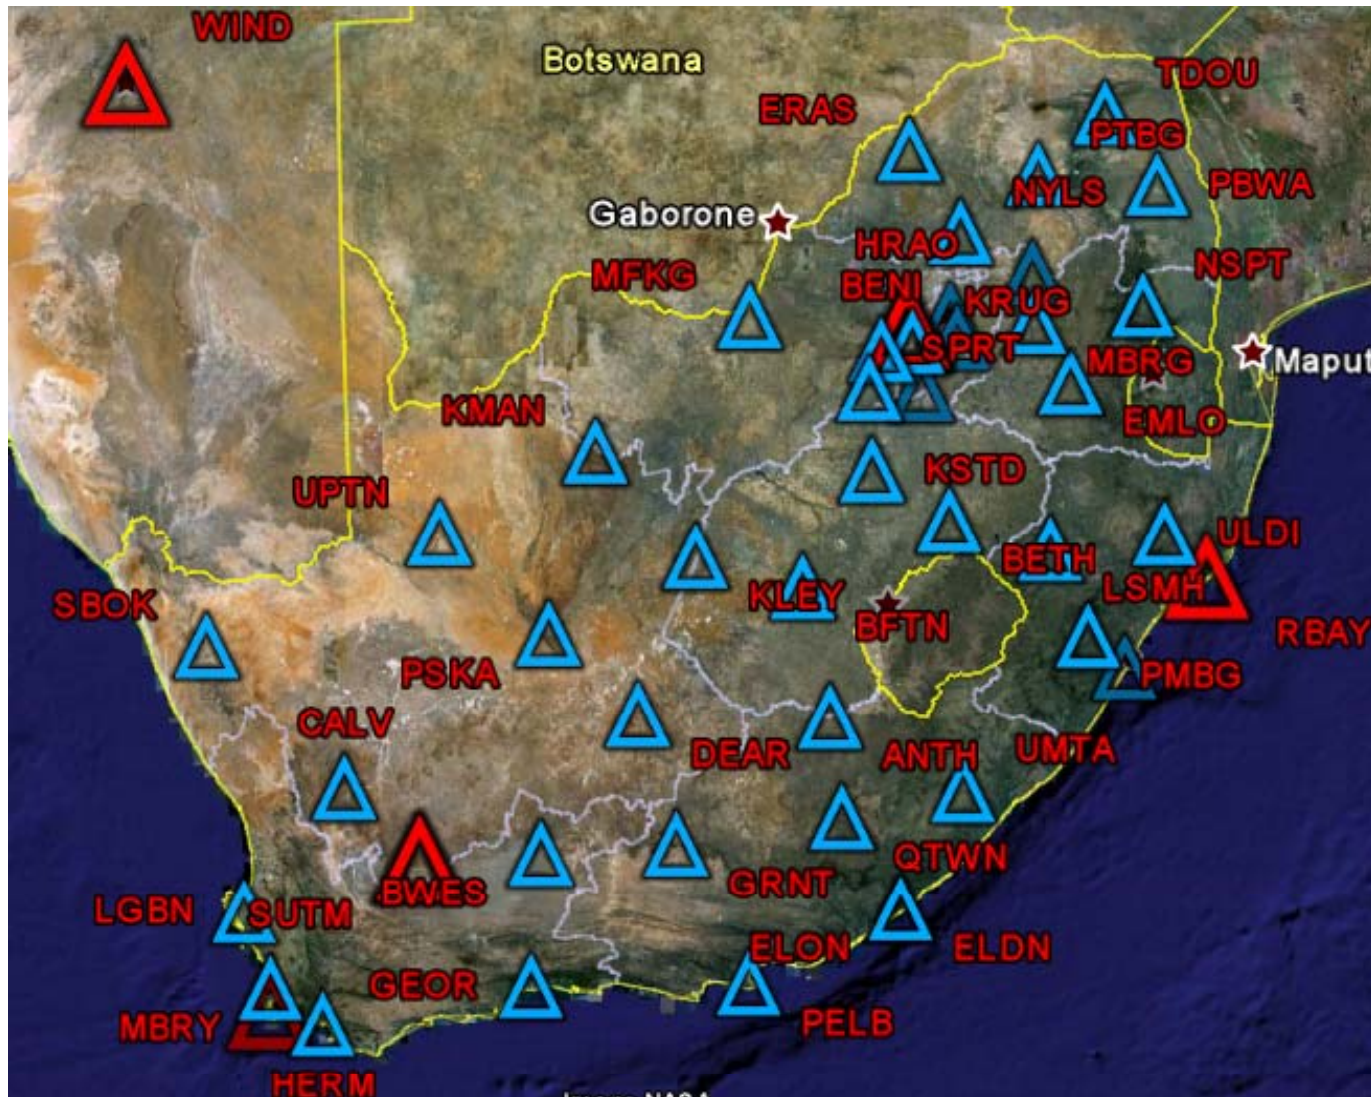 WIND
Botswana
TDOU
ERAS
PTBG
NYLS
PBWA
Gaborone
HRAO
MFKG
NSPT
BENI
KRUG
SPRT
MBRG
Maput
KMAN
EMLO
KSTD
UPTN
ULDI
BETH
LSMH
SBOK
KLEY
BFTN
RBAY
PSKA
PMBG
CALV
DEAR
ANTH
UMTA
QTWN
BWES
GRNT
LGBN
SUTM
ELON
ELDN
GEOR
MBRY
PELB
HERM